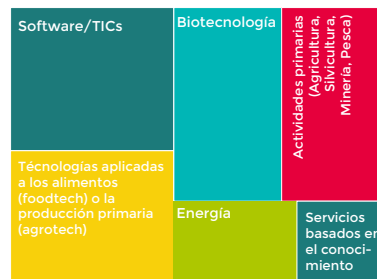 Software/TICs
Biotecnología
Actividades primarias
(Agricultura,
Silvicultura,
Minería, Pesca)
Técnologías aplicadas
a los alimentos
(foodtech) o la
producción primaria
(agrotech)
Energía
Servicios
basados en
el conoci-
miento